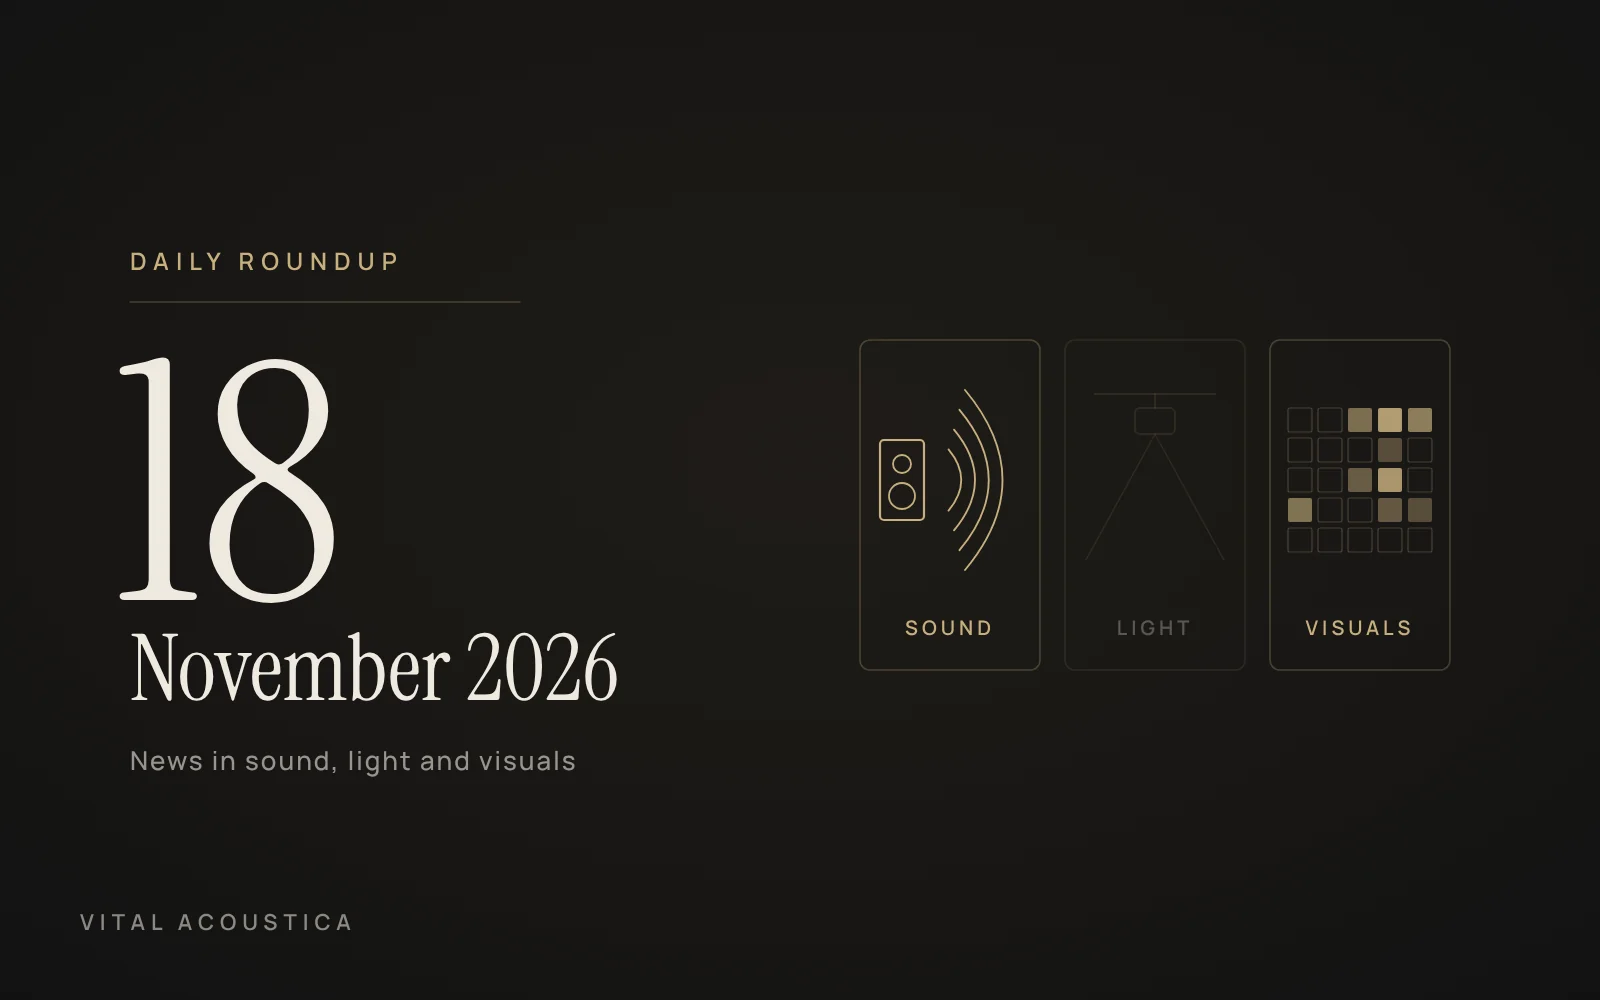 DAILY ROUNDUP
18
November 2026
News in sound, light and visuals
SOUND
LIGHT
VISUALS
VITAL ACOUSTICA